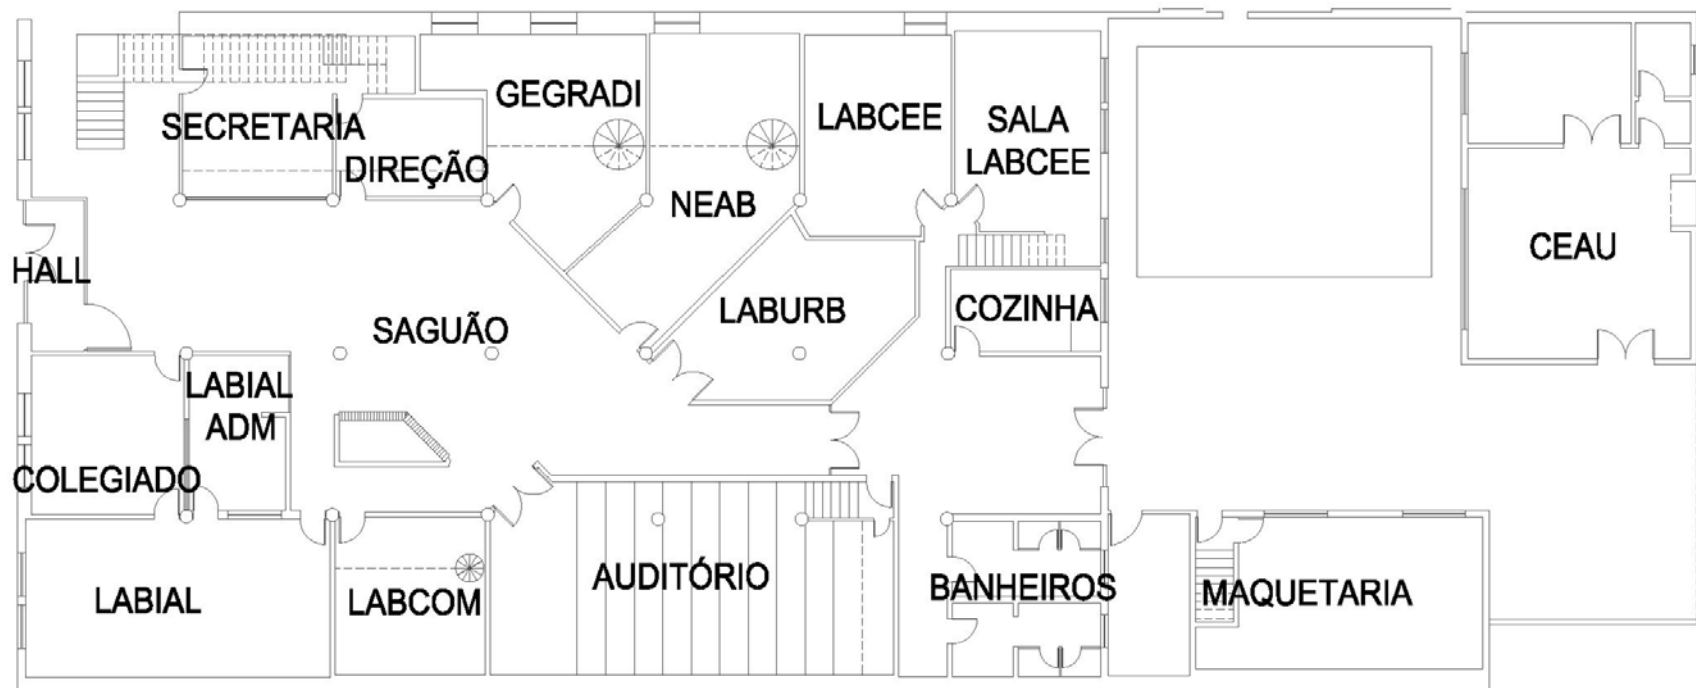 GEGRADI
SECRETARIA
DIREÇÃO
LABCEE
SALA
LABCEE
NEAB
CEAU
HALL
SAGUÃO
LABURB
COZINHA
LABIAL
ADM
COLEGIADO
LABIAL
LABCOM
AUDITÓRIO
BANHEIROS
MAQUETARIA